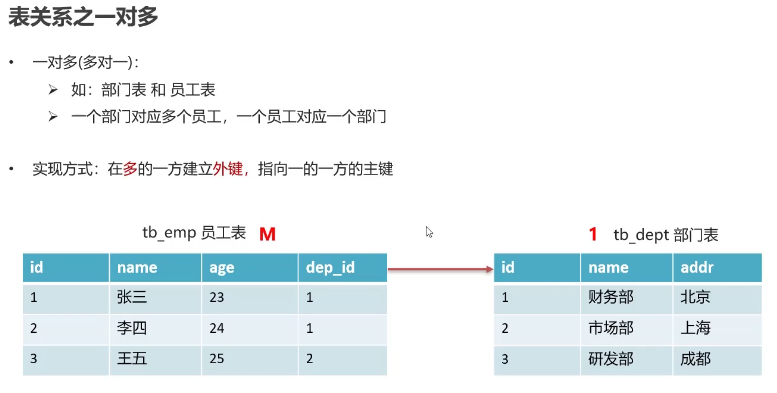 表关系之一对多
• 一对多(多对一)：
➢ 如：部门表 和 员工表
➢ 一个部门对应多个员工，一个员工对应一个部门
• 实现方式：在多的一方建立外键，指向一的一方的主键
tb_emp 员工表 M
id name age dep_id
1 张三 23 1
2 李四 24 1
3 王五 25 2
1 tb_dept 部门表
id name addr
1 财务部 北京
2 市场部 上海
3 研发部 成都